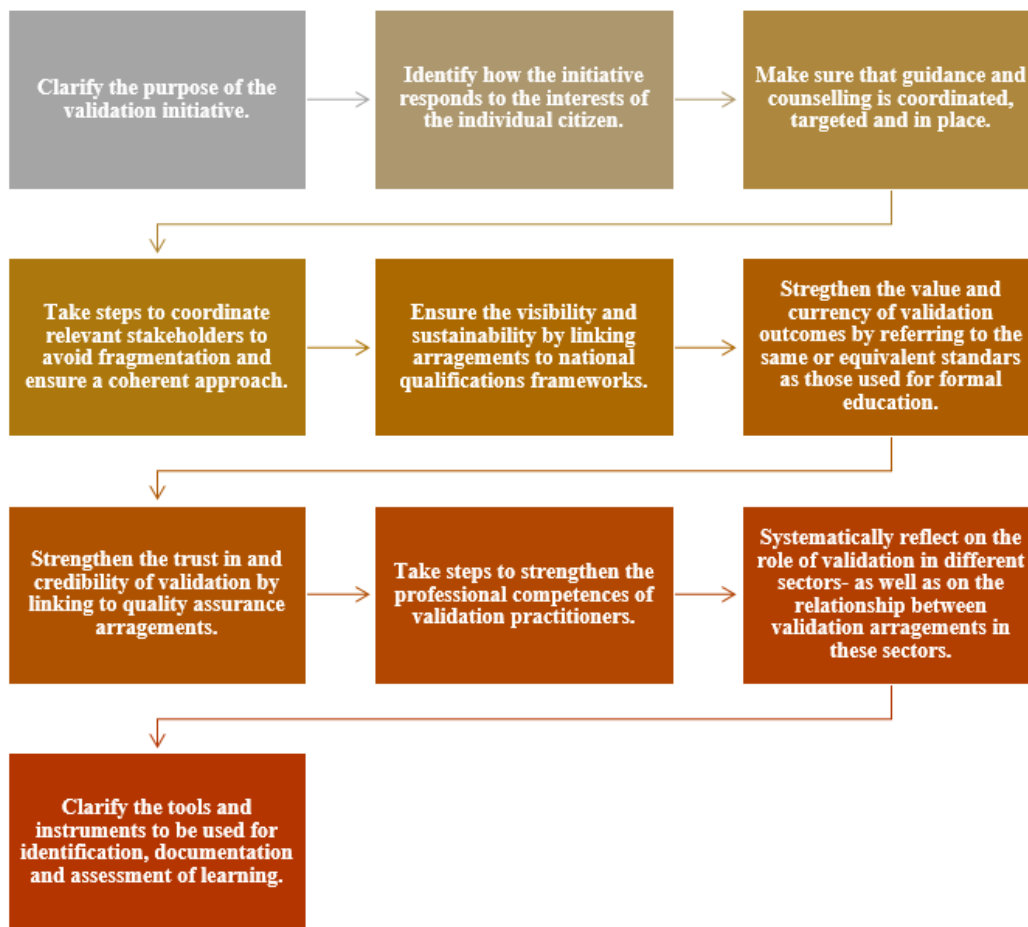 Clarify the purpose of the
validation initiative.
Identify how the initiative
responds to the interests of
the individual citizen.
Make sure that guidance and
counselling is coordinated,
targeted and in place.
Take steps to coordinate
relevant stakeholders to
avoid fragmentation and
ensure a coherent approach.
Ensure the visibility and
sustainability by linking
arragements to national
qualifications frameworks.
Stregthen the value and
currency of validation
outcomes by referring to the
same or equivalent standars
as those used for formal
education.
Strengthen the trust in and
credibility of validation by
linking to quality assurance
arragements.
Take steps to strengthen the
professional competences of
validation practitioners.
Systematically reflect on the
role of validation in different
sectors- as well as on the
relationship between
validation arragements in
these sectors.
Clarify the tools and
instruments to be used for
identification, documentation
and assessment of learning.